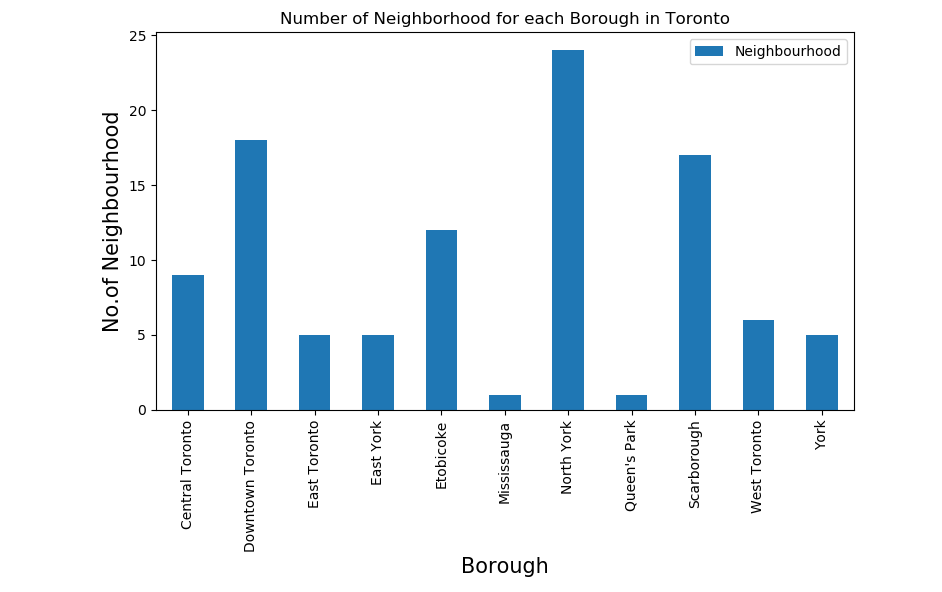 Number of Neighborhood for each Borough in Toronto
Neighbourhood
No.of Neighbourhood
25
20
15
10
5
0
Central Toronto
Downtown Toronto
East Toronto
East York
Etobicoke
Mississauga
North York
Queen's Park
Scarborough
West Toronto
York
Borough